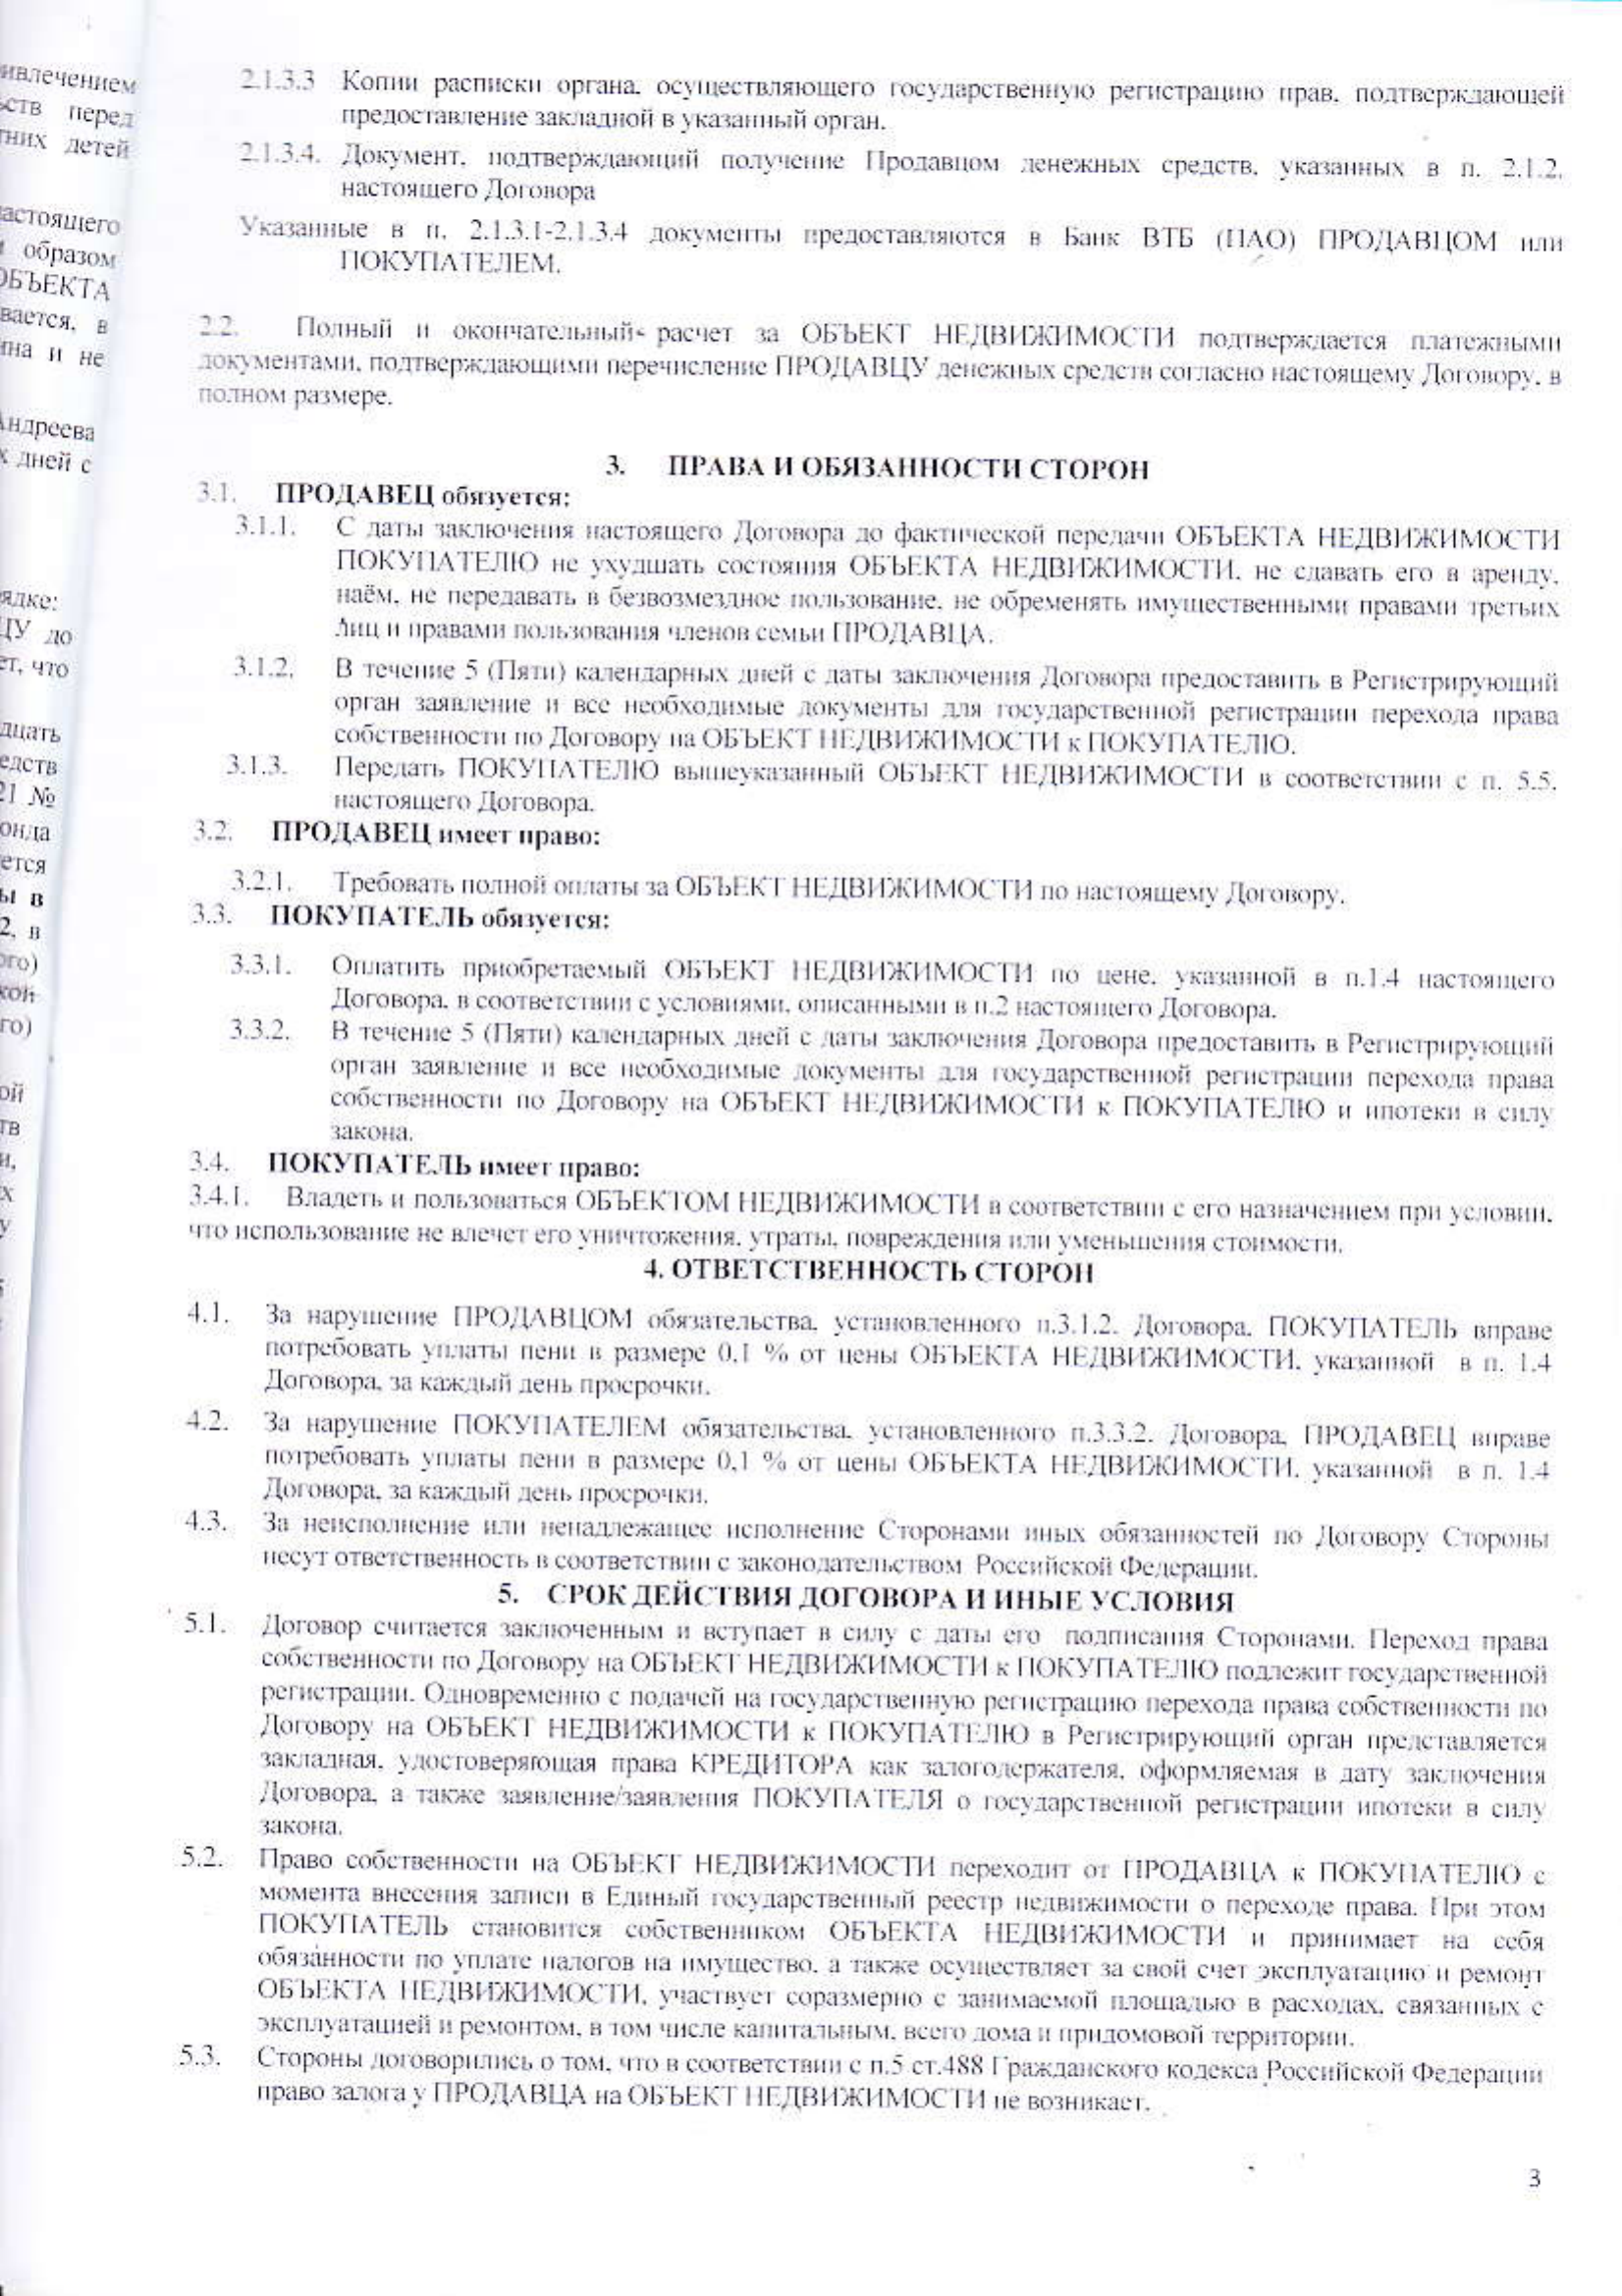 ивлечением
ьств перед
тних детей
астоящего
образом
ОБЪЕКТА
вается, в
ина и не
Андреева
х дней с
ядке:
ЦУ до
ет, что
дцать
едств
21 №
онда
ется
ы в
2, в
ого)
кой
го)
ой
тв
и,
х
у
2.1.3.3 Копии расписки органа, осуществляющего государственную регистрацию прав, подтверждающей
предоставление закладной в указанный орган.
2.1.3.4. Документ, подтверждающий получение Продавцом денежных средств, указанных в п. 2.1.2.
настоящего Договора
Указанные в п. 2.1.3.1-2.1.3.4 документы предоставляются в Банк ВТБ (ПАО) ПРОДАВЦОМ или
ПОКУПАТЕЛЕМ.
2.2. Полный и окончательный расчет за ОБЪЕКТ НЕДВИЖИМОСТИ подтверждается платежными
документами, подтверждающими перечисление ПРОДАВЦУ денежных средств согласно настоящему Договору, в
полном размере.
3. ПРАВА И ОБЯЗАННОСТИ СТОРОН
3.1. ПРОДАВЕЦ обязуется:
3.1.1. С даты заключения настоящего Договора до фактической передачи ОБЪЕКТА НЕДВИЖИМОСТИ
ПОКУПАТЕЛЮ не ухудшать состояния ОБЪЕКТА НЕДВИЖИМОСТИ, не сдавать его в аренду,
наём, не передавать в безвозмездное пользование, не обременять имущественными правами третьих
лиц и правами пользования членов семьи ПРОДАВЦА.
3.1.2. В течение 5 (Пяти) календарных дней с даты заключения Договора предоставить в Регистрирующий
орган заявление и все необходимые документы для государственной регистрации перехода права
собственности по Договору на ОБЪЕКТ НЕДВИЖИМОСТИ к ПОКУПАТЕЛЮ.
3.1.3. Передать ПОКУПАТЕЛЮ вышеуказанный ОБЪЕКТ НЕДВИЖИМОСТИ в соответствии с п. 5.5.
настоящего Договора.
3.2. ПРОДАВЕЦ имеет право:
3.2.1. Требовать полной оплаты за ОБЪЕКТ НЕДВИЖИМОСТИ по настоящему Договору.
3.3. ПОКУПАТЕЛЬ обязуется:
3.3.1. Оплатить приобретаемый ОБЪЕКТ НЕДВИЖИМОСТИ по цене, указанной в п.1.4 настоящего
Договора, в соответствии с условиями, описанными в п.2 настоящего Договора.
3.3.2. В течение 5 (Пяти) календарных дней с даты заключения Договора предоставить в Регистрирующий
орган заявление и все необходимые документы для государственной регистрации перехода права
собственности по Договору на ОБЪЕКТ НЕДВИЖИМОСТИ к ПОКУПАТЕЛЮ и ипотеки в силу
закона.
3.4. ПОКУПАТЕЛЬ имеет право:
3.4.1. Владеть и пользоваться ОБЪЕКТОМ НЕДВИЖИМОСТИ в соответствии с его назначением при условии,
что использование не влечет его уничтожения, утраты, повреждения или уменьшения стоимости.
4. ОТВЕТСТВЕННОСТЬ СТОРОН
4.1. За нарушение ПРОДАВЦОМ обязательства, установленного п.3.1.2. Договора, ПОКУПАТЕЛЬ вправе
потребовать уплаты пени в размере 0,1 % от цены ОБЪЕКТА НЕДВИЖИМОСТИ, указанной в п. 1.4
Договора, за каждый день просрочки.
4.2. За нарушение ПОКУПАТЕЛЕМ обязательства, установленного п.3.3.2. Договора, ПРОДАВЕЦ вправе
потребовать уплаты пени в размере 0,1 % от цены ОБЪЕКТА НЕДВИЖИМОСТИ, указанной в п. 1.4
Договора, за каждый день просрочки.
4.3. За неисполнение или ненадлежащее исполнение Сторонами иных обязанностей по Договору Стороны
несут ответственность в соответствии с законодательством Российской Федерации.
5. СРОК ДЕЙСТВИЯ ДОГОВОРА И ИНЫЕ УСЛОВИЯ
5.1. Договор считается заключенным и вступает в силу с даты его подписания Сторонами. Переход права
собственности по Договору на ОБЪЕКТ НЕДВИЖИМОСТИ к ПОКУПАТЕЛЮ подлежит государственной
регистрации. Одновременно с подачей на государственную регистрацию перехода права собственности по
Договору на ОБЪЕКТ НЕДВИЖИМОСТИ к ПОКУПАТЕЛЮ в Регистрирующий орган представляется
закладная, удостоверяющая права КРЕДИТОРА как залогодержателя, оформляемая в дату заключения
Договора, а также заявление/заявления ПОКУПАТЕЛЯ о государственной регистрации ипотеки в силу
закона.
5.2. Право собственности на ОБЪЕКТ НЕДВИЖИМОСТИ переходит от ПРОДАВЦА к ПОКУПАТЕЛЮ с
момента внесения записи в Единый государственный реестр недвижимости о переходе права. При этом
ПОКУПАТЕЛЬ становится собственником ОБЪЕКТА НЕДВИЖИМОСТИ и принимает на себя
обязанности по уплате налогов на имущество, а также осуществляет за свой счет эксплуатацию и ремонт
ОБЪЕКТА НЕДВИЖИМОСТИ, участвует соразмерно с занимаемой площадью в расходах, связанных с
эксплуатацией и ремонтом, в том числе капитальным, всего дома и придомовой территории.
5.3. Стороны договорились о том, что в соответствии с п.5 ст.488 Гражданского кодекса Российской Федерации
право залога у ПРОДАВЦА на ОБЪЕКТ НЕДВИЖИМОСТИ не возникает.
3